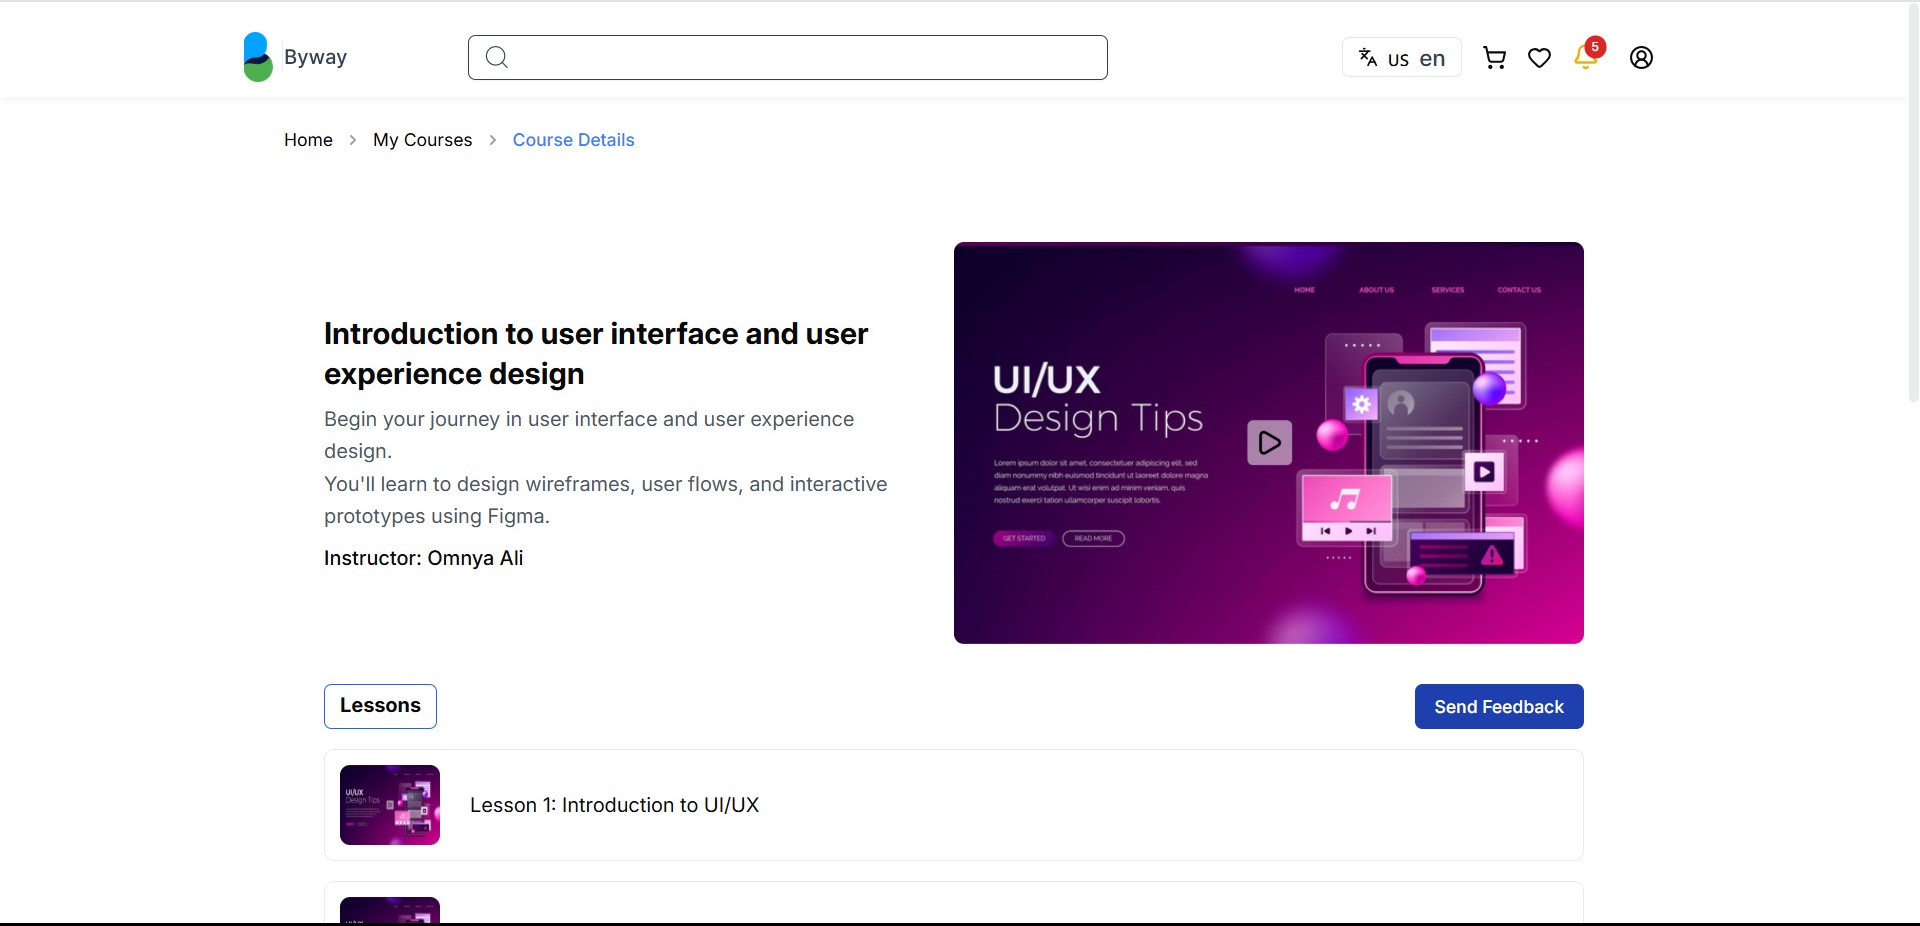 Byway
US en
5
Home > My Courses > Course Details
HOME ABOUT US SERVICES CONTACT US
Introduction to user interface and user
experience design
Begin your journey in user interface and user experience
design.
You'll learn to design wireframes, user flows, and interactive
prototypes using Figma.
Instructor: Omnya Ali
UI/UX
Design Tips
Lorem ipsum dolor sit amet, consectetuer adipiscing elit, sed
diam nonummy nibh euismod tincidunt ut laoreet dolore magna
aliquam erat volutpat. Ut wisi enim ad minim veniam, quis
nostrud exerci tation ullamcorper suscipit lobortis.
GET STARTED READ MORE
Lessons
Send Feedback
UI/UX
Design Tips
Lesson 1: Introduction to UI/UX